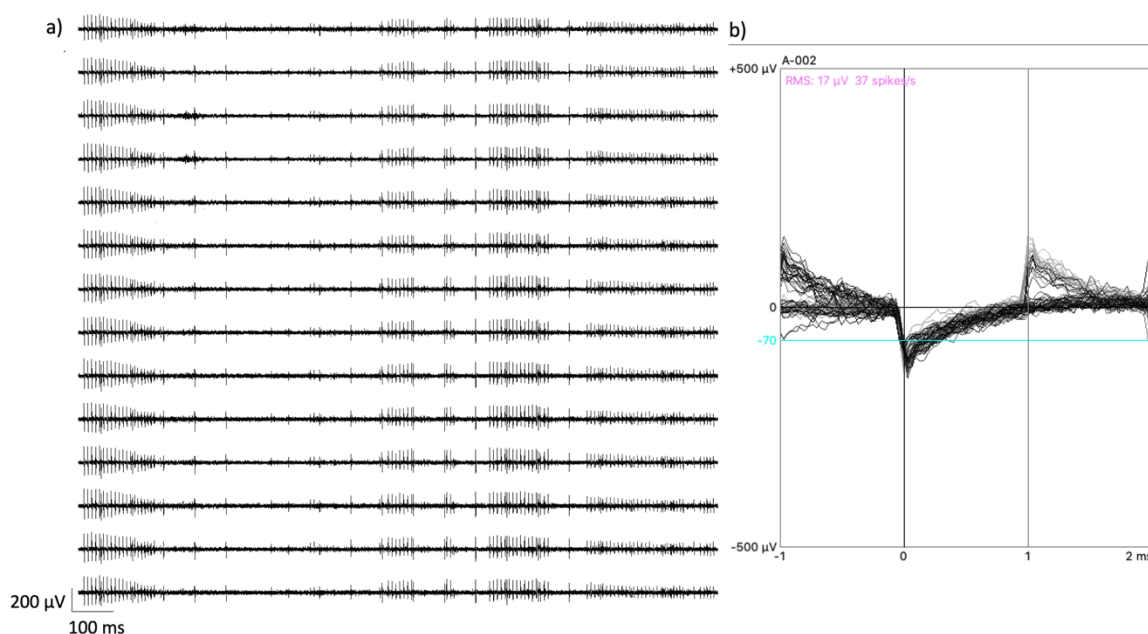 a)
200 µV
100 ms
b)
A-002
+500 µV
RMS: 17 µV 37 spikes/s
0
-70
-500 µV
-1 0 1 2 ms